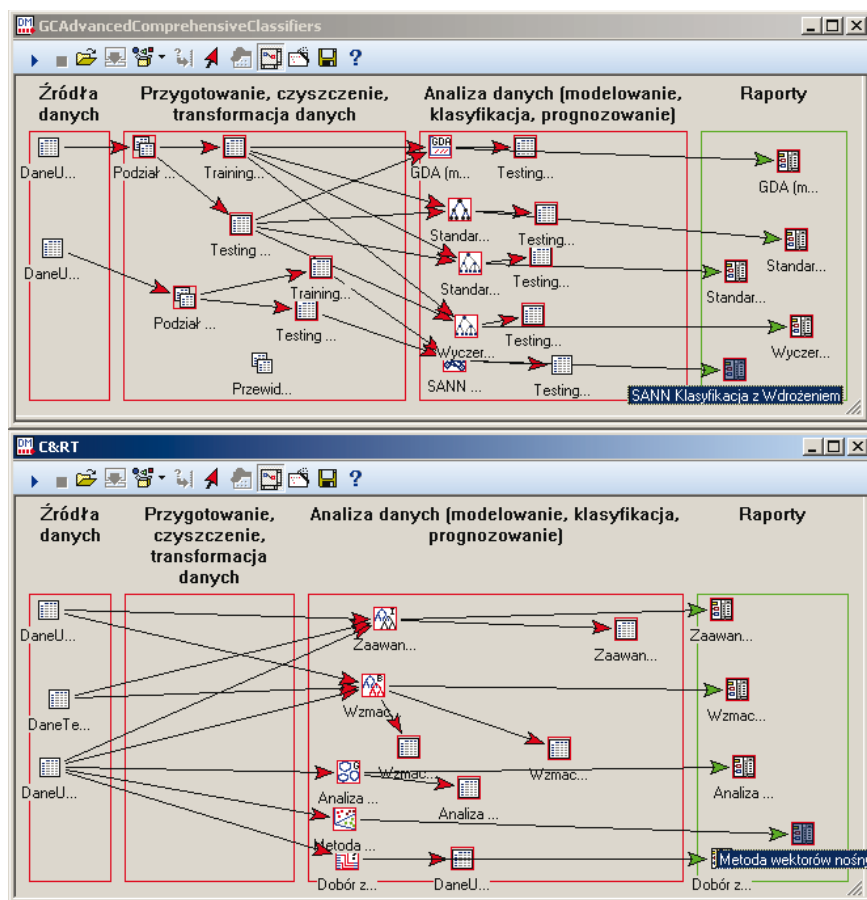 GCAdvancedComprehensiveClassifiers
Źródła danych
Przygotowanie, czyszczenie, transformacja danych
Analiza danych (modelowanie, klasyfikacja, prognozowanie)
Raporty
DaneU...
Podział ...
Training...
GDA (m...
Testing...
GDA (m...
Testing ...
Standar...
Testing...
Standar...
DaneU...
Standar...
Testing...
Standar...
Podział ...
Training...
Testing ...
Wyczer...
Testing...
Wyczer...
Przewid...
SANN ...
Testing...
SANN Klasyfikacja z Wdrożeniem
C&RT
Źródła danych
Przygotowanie, czyszczenie, transformacja danych
Analiza danych (modelowanie, klasyfikacja, prognozowanie)
Raporty
DaneU...
Zaawan...
Zaawan...
Zaawan...
DaneTe...
Wzmac...
Wzmac...
Wzmac...
Wzmac...
DaneU...
Analiza ...
Analiza ...
Analiza ...
Metoda ...
Metoda wektorów nośny
Dobór z...
DaneU...
Dobór z...